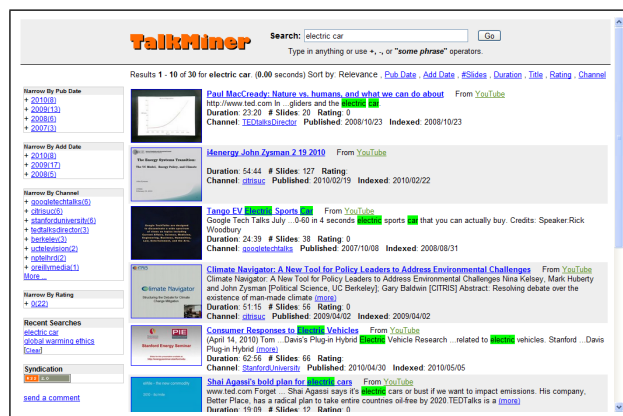 TalkMiner
Search: electric car Go
Type in anything or use +, -, or "some phrase" operators.
Results 1 - 10 of 30 for electric car. (0.00 seconds) Sort by: Relevance , Pub Date , Add Date , #Slides , Duration , Title , Rating , Channel
Narrow By Pub Date
+ 2010(8)
+ 2009(13)
+ 2008(6)
+ 2007(3)
Narrow By Add Date
+ 2010(8)
+ 2009(17)
+ 2008(5)
Narrow By Channel
+ googletechtalks(6)
+ citrisuc(6)
+ stanforduniversity(6)
+ tedtalksdirector(3)
+ berkeley(3)
+ uctelevision(2)
+ nptelhrd(2)
+ oreillymedia(1)
More ...
Narrow By Rating
+ 0(22)
Recent Searches
electric car
global warming ethics
[Clear]
Syndication
RSS 2.0
send a comment
Paul MacCready: Nature vs. humans, and what we can do about From YouTube
http://www.ted.com In ...gliders and the electric car.
Duration: 23:20 # Slides: 20 Rating: 0
Channel: TEDtalksDirector Published: 2008/10/23 Indexed: 2008/10/23
The Energy Systems Transition:
i4energy John Zysman 2 19 2010 From YouTube
Duration: 54:44 # Slides: 127 Rating:
Channel: citrisuc Published: 2010/02/19 Indexed: 2010/02/22
Tango EV Electric Sports Car From YouTube
Google Tech Talks July ...0-60 in 4 seconds electric sports car that you can actually buy. Credits: Speaker:Rick
Woodbury
Duration: 24:39 # Slides: 38 Rating: 0
Channel: googletechtalks Published: 2007/10/08 Indexed: 2008/08/31
Climate Navigator
Climate Navigator: A New Tool for Policy Leaders to Address Environmental Challenges From YouTube
Climate Navigator: A New Tool for Policy Leaders to Address Environmental Challenges Nina Kelsey, Mark Huberty
and John Zysman [Political Science, UC Berkeley]; Gary Baldwin [CITRIS] Abstract: Resolving debate over the
existence of man-made climate (more)
Duration: 51:15 # Slides: 56 Rating: 0
Channel: citrisuc Published: 2009/04/02 Indexed: 2009/04/02
PIE
Stanford Energy Seminar
Consumer Responses to Electric Vehicles From YouTube
(April 14, 2010) Tom ...Davis's Plug-in Hybrid Electric Vehicle Research ...related to electric vehicles. Stanford ...Davis
Plug-in Hybrid (more)
Duration: 62:56 # Slides: 66 Rating:
Channel: StanfordUniversity Published: 2010/04/30 Indexed: 2010/05/05
Shai Agassi's bold plan for electric cars From YouTube
www.ted.com Forget ... Shai Agassi says it's electric cars or bust if we want to impact emissions. His company,
Better Place, has a radical plan to take entire countries oil-free by 2020.TEDTalks is a (more)
Duration: 19:09 # Slides: 12 Rating: 0